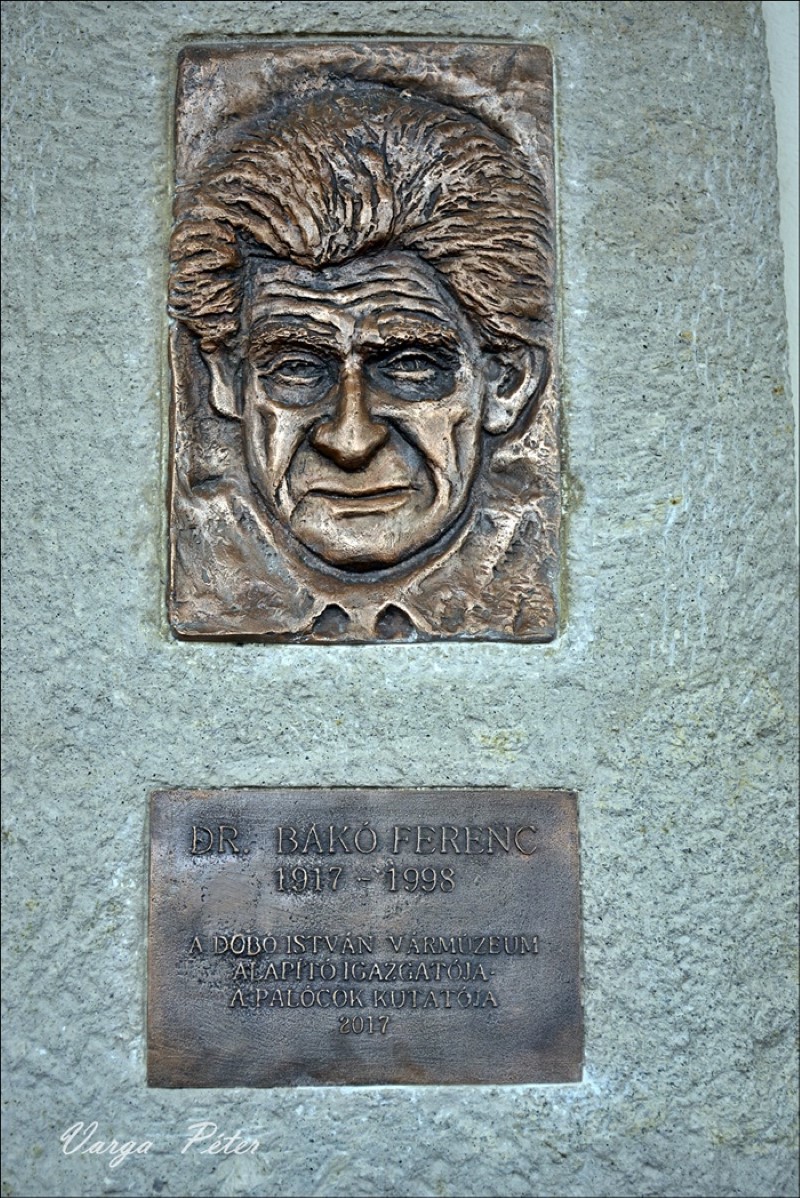 DR. BAKÓ FERENC
1917 - 1998
A DOBÓ ISTVÁN VÁRMÚZEUM
ALAPÍTÓ IGAZGATÓJA
A PALÓCOK KUTATÓJA
2017
Varga Péter